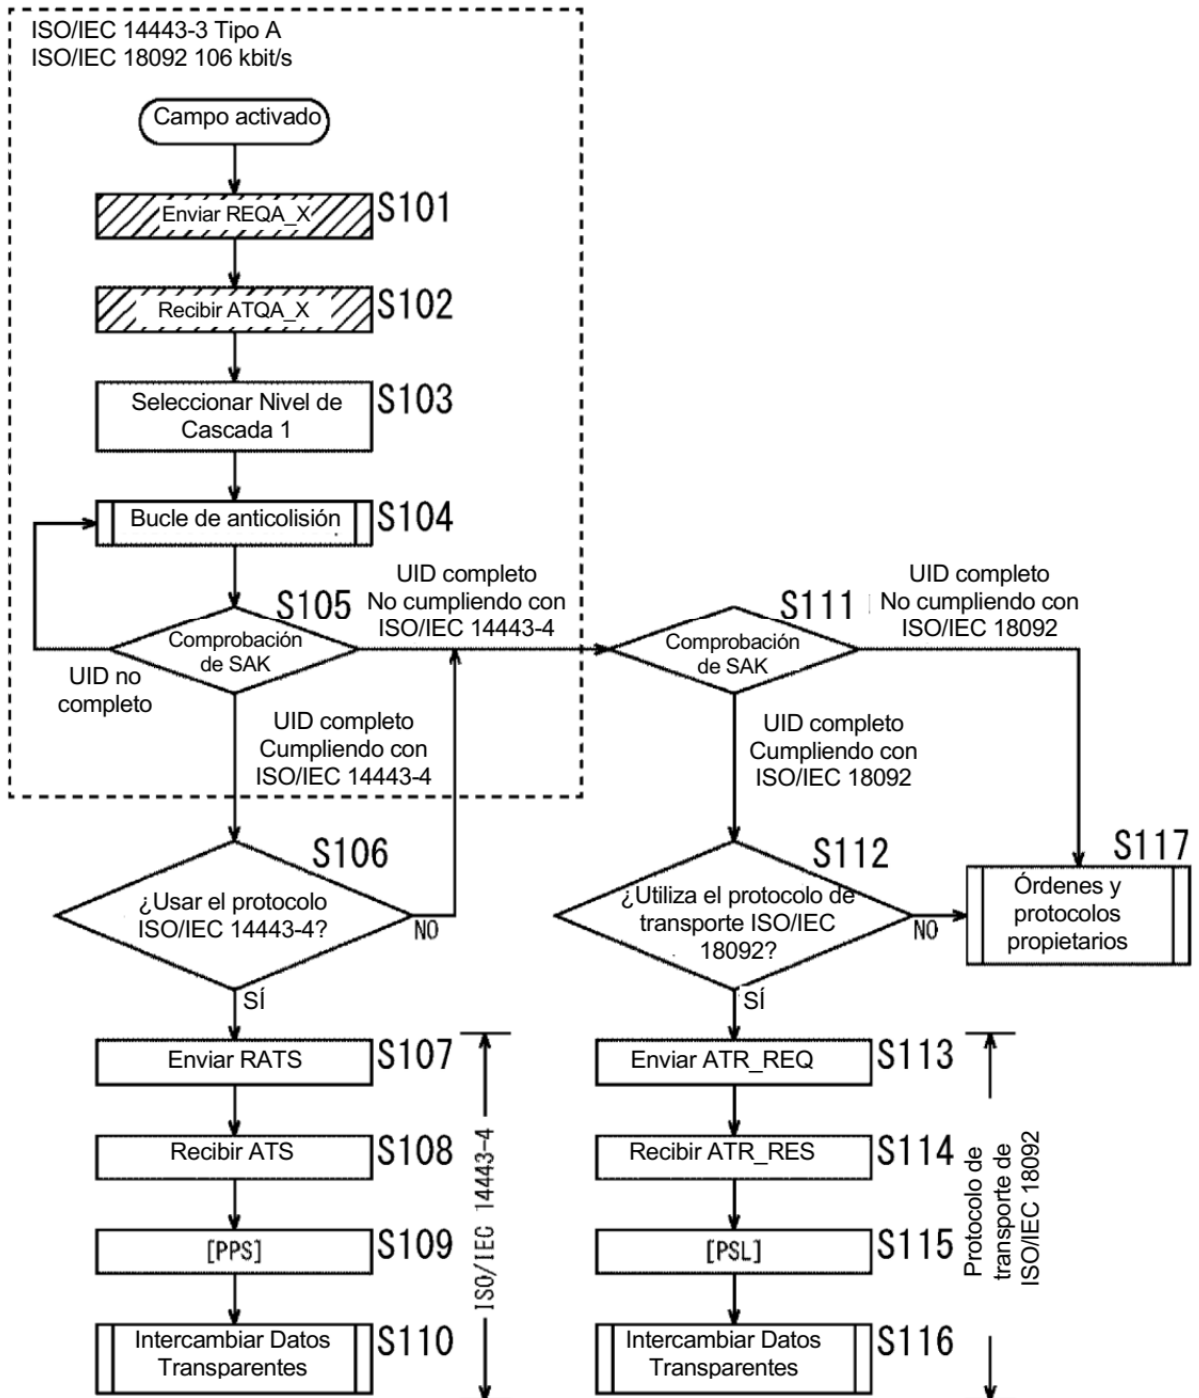 ISO/IEC 14443-3 Tipo A
ISO/IEC 18092 106 kbit/s
Campo activado
Enviar REQA_X
S101
Recibir ATQA_X
S102
Seleccionar Nivel de
Cascada 1
S103
Bucle de anticolisión
S104
S105
Comprobación
de SAK
UID no
completo
UID completo
No cumpliendo con
ISO/IEC 14443-4
UID completo
Cumpliendo con
ISO/IEC 14443-4
S111
Comprobación
de SAK
UID completo
No cumpliendo con
ISO/IEC 18092
UID completo
Cumpliendo con
ISO/IEC 18092
S106
¿Usar el protocolo
ISO/IEC 14443-4?
NO
SÍ
S112
¿Utiliza el protocolo de
transporte ISO/IEC
18092?
NO
SÍ
S117
Órdenes y
protocolos
propietarios
Enviar RATS
S107
Recibir ATS
S108
[PPS]
S109
Intercambiar Datos
Transparentes
S110
ISO/IEC 14443-4
Enviar ATR_REQ
S113
Recibir ATR_RES
S114
[PSL]
S115
Intercambiar Datos
Transparentes
S116
Protocolo de
transporte de
ISO/IEC 18092